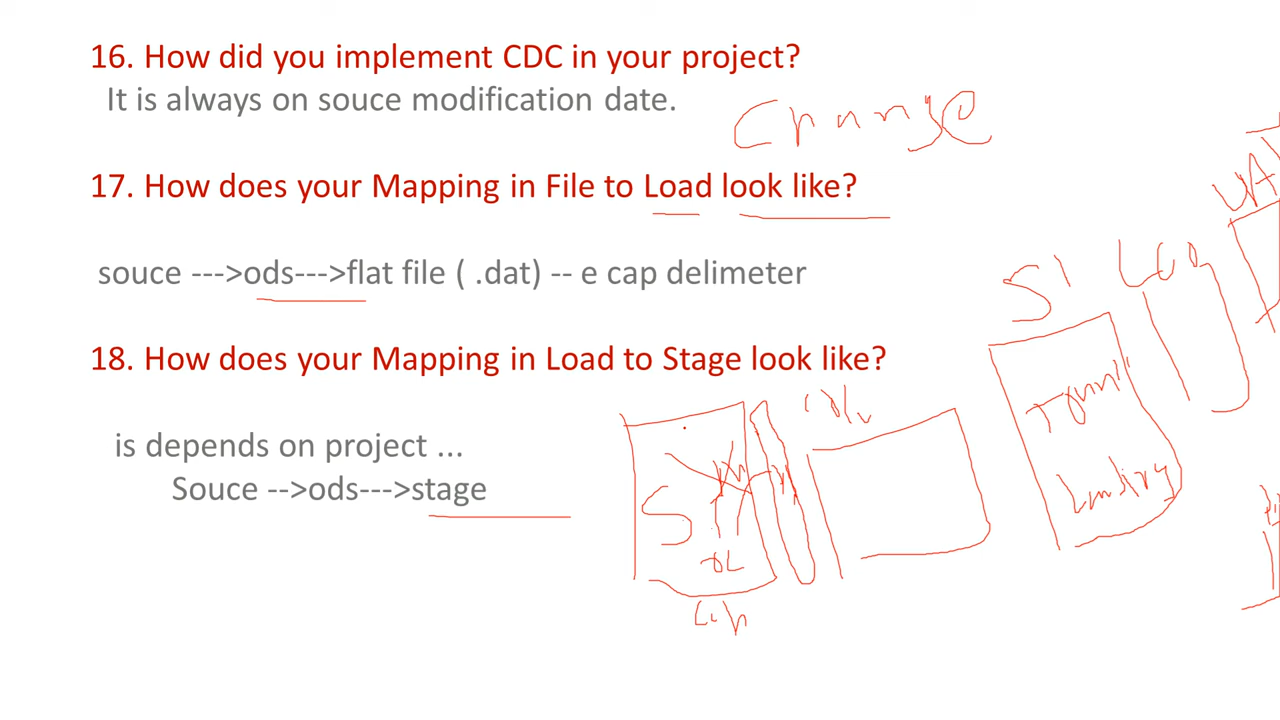 16. How did you implement CDC in your project?
It is always on souce modification date.
Change
17. How does your Mapping in File to Load look like?
souce --->ods--->flat file ( .dat) -- e cap delimeter
18. How does your Mapping in Load to Stage look like?
is depends on project ...
Souce -->ods--->stage
Landing